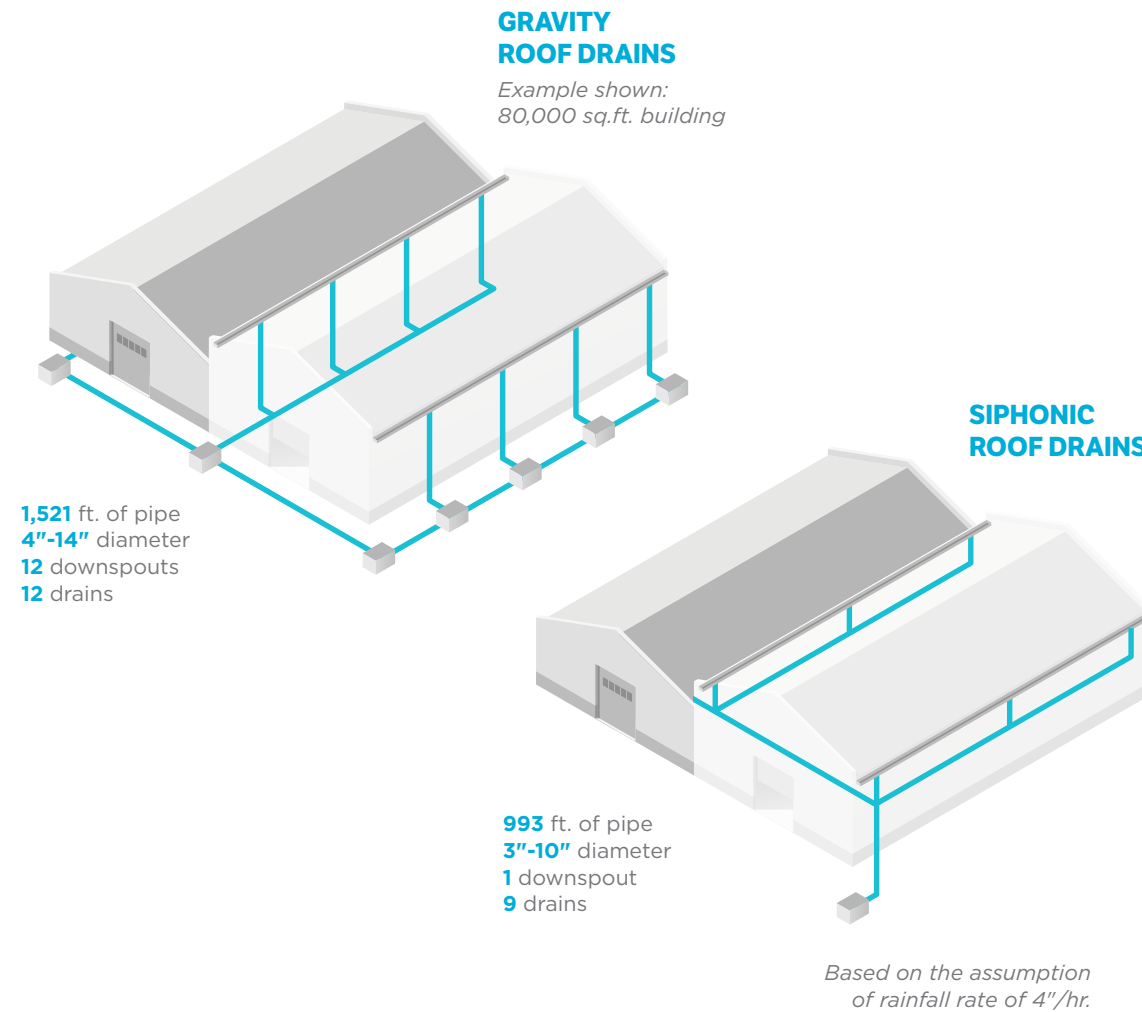 GRAVITY
ROOF DRAINS
Example shown:
80,000 sq.ft. building
1,521 ft. of pipe
4"-14" diameter
12 downspouts
12 drains
SIPHONIC
ROOF DRAINS
993 ft. of pipe
3"-10" diameter
1 downspout
9 drains
Based on the assumption
of rainfall rate of 4"/hr.